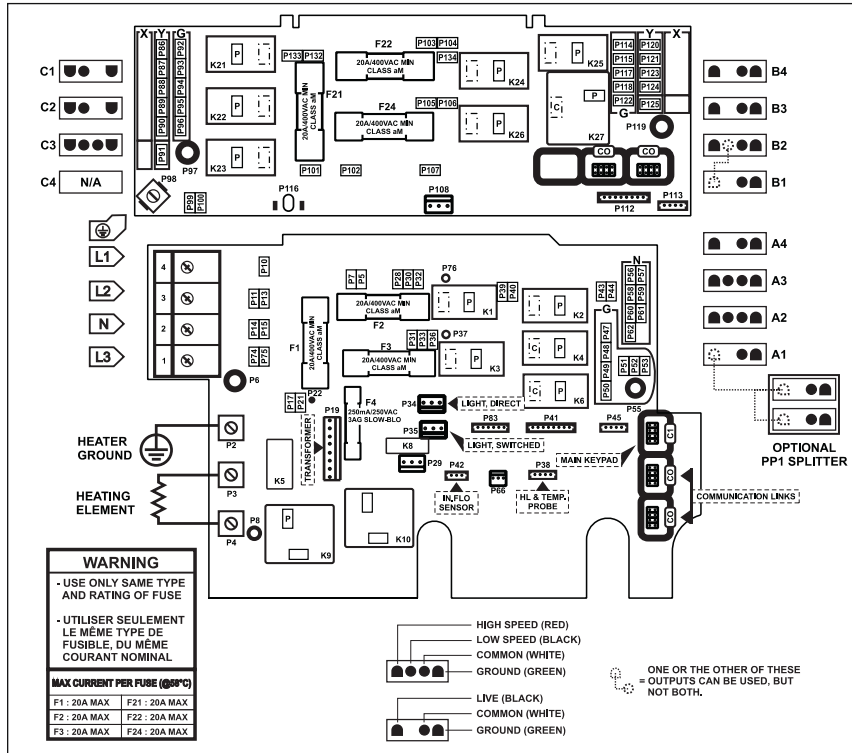 X
Y
G
P86
P87
P88
P89
P90
P91
P92
P93
P94
P95
P96
P97
P98
P99
P100
K21
K22
K23
P133
P132
F21
20A/400VAC MIN
CLASS aM
F22
20A/400VAC MIN
CLASS aM
P103
P104
P134
F24
20A/400VAC MIN
CLASS aM
P105
P106
K24
K26
K25
K27
P
C
P114
P115
P117
P118
P122
G
Y
P120
P121
P123
P124
P125
X
P119
CO
CO
P101
P102
P107
P116
P108
P112
P113
C1
C2
C3
C4
N/A
B4
B3
B2
B1
A4
A3
A2
A1
OPTIONAL
PP1 SPLITTER
L1
L2
N
L3
4
3
2
1
P10
P11
P13
P14
P15
P74
P75
P6
P17
P21
P22
F1
20A/400VAC MIN
CLASS aM
P7
P5
P28
P30
P32
P76
F2
20A/400VAC MIN
CLASS aM
K1
P39
P40
P31
P33
P36
P37
F3
20A/400VAC MIN
CLASS aM
K3
K2
K4
K6
P43
P44
N
P56
P57
P58
P59
P60
P61
P62
G
P47
P48
P49
P50
P51
P52
P53
P55
F4
250mA/250VAC
3AG SLOW-BLO
P19
TRANSFORMER
P34
LIGHT, DIRECT
P35
LIGHT, SWITCHED
K8
P29
P83
P41
P45
MAIN KEYPAD
C1
CO
CO
COMMUNICATION LINKS
P42
IN.FLO
SENSOR
P66
P38
HL & TEMP.
PROBE
HEATER
GROUND
P2
P3
HEATING
ELEMENT
P4
P8
K5
K9
K10
WARNING
- USE ONLY SAME TYPE
AND RATING OF FUSE
- UTILISER SEULEMENT
LE MÊME TYPE DE
FUSIBLE, DU MÊME
COURANT NOMINAL
MAX CURRENT PER FUSE (@58°C)
F1 : 20A MAX F21 : 20A MAX
F2 : 20A MAX F22 : 20A MAX
F3 : 20A MAX F24 : 20A MAX
HIGH SPEED (RED)
LOW SPEED (BLACK)
COMMON (WHITE)
GROUND (GREEN)
LIVE (BLACK)
COMMON (WHITE)
GROUND (GREEN)
ONE OR THE OTHER OF THESE
= OUTPUTS CAN BE USED, BUT
NOT BOTH.